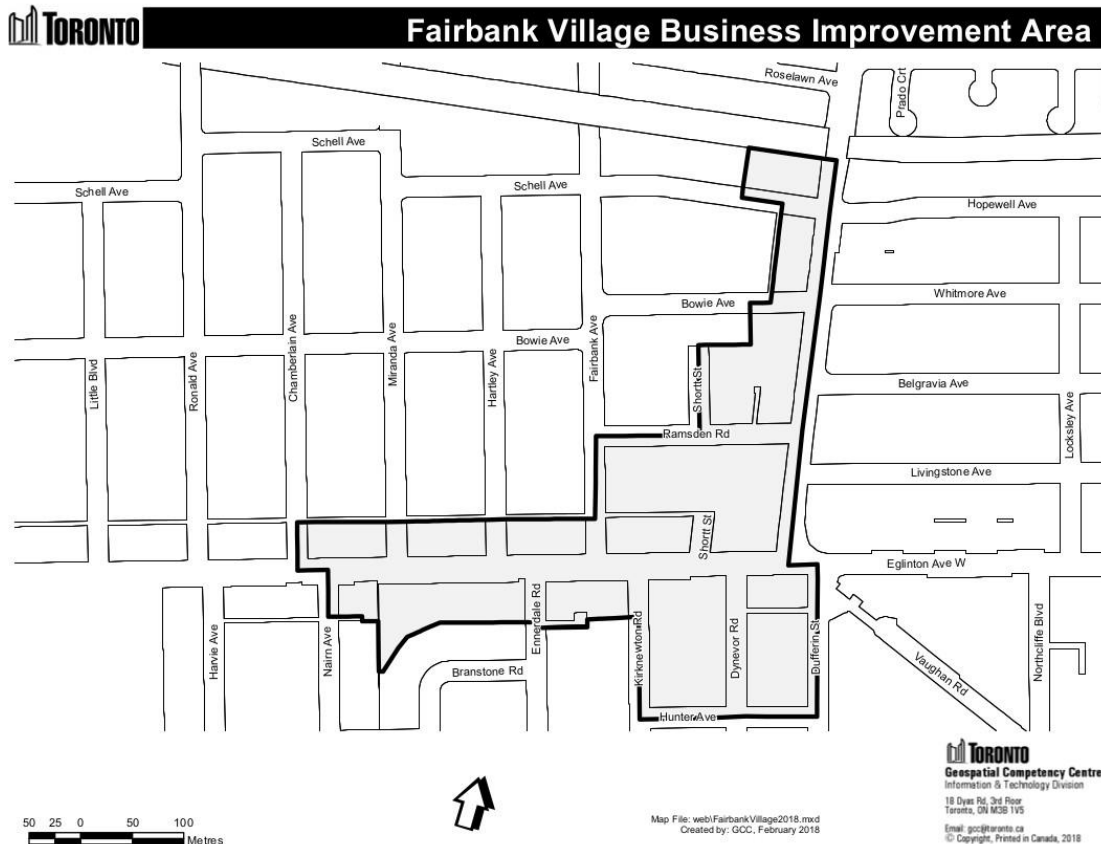 TORONTO
Fairbank Village Business Improvement Area
Roselawn Ave
Prado Crt
Schell Ave
Schell Ave
Schell Ave
Hopewell Ave
Whitmore Ave
Bowie Ave
Bowie Ave
Little Blvd
Ronald Ave
Chamberlain Ave
Miranda Ave
Hartley Ave
Fairbank Ave
Shortt St
Belgravia Ave
Locksley Ave
Ramsden Rd
Livingstone Ave
Shortt St
Eglinton Ave W
Harvie Ave
Nairn Ave
Ennerdale Rd
Kirknewton Rd
Dynevor Rd
Dufferin St
Vaughan Rd
Northcliffe Blvd
Branstone Rd
Hunter Ave
TORONTO
Geospatial Competency Centre
Information & Technology Division
18 Dyas Rd, 3rd Floor
Toronto, ON M3B 1V5
Email: gcc@toronto.ca
© Copyright, Printed in Canada, 2018
Map File: web\FairbankVillage2018.mxd
Created by: GCC, February 2018
50 25 0 50 100
Metres